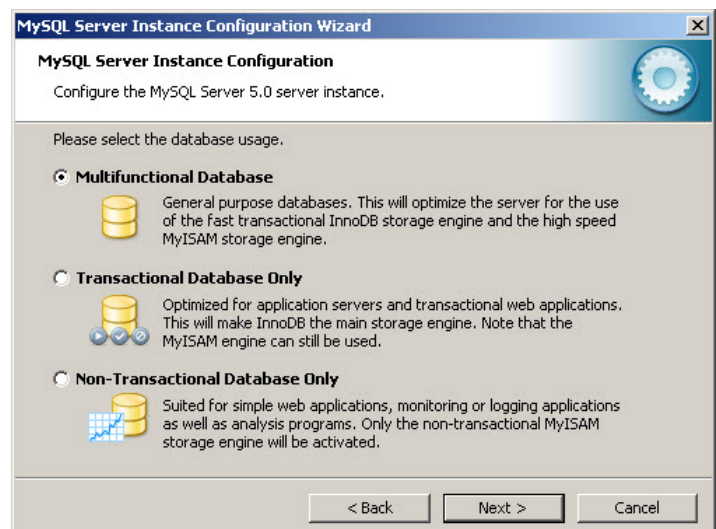 MySQL Server Instance Configuration Wizard
MySQL Server Instance Configuration
Configure the MySQL Server 5.0 server instance.
Please select the database usage.
Multifunctional Database
General purpose databases. This will optimize the server for the use
of the fast transactional InnoDB storage engine and the high speed
MyISAM storage engine.
Transactional Database Only
Optimized for application servers and transactional web applications.
This will make InnoDB the main storage engine. Note that the
MyISAM engine can still be used.
Non-Transactional Database Only
Suited for simple web applications, monitoring or logging applications
as well as analysis programs. Only the non-transactional MyISAM
storage engine will be activated.
< Back
Next >
Cancel